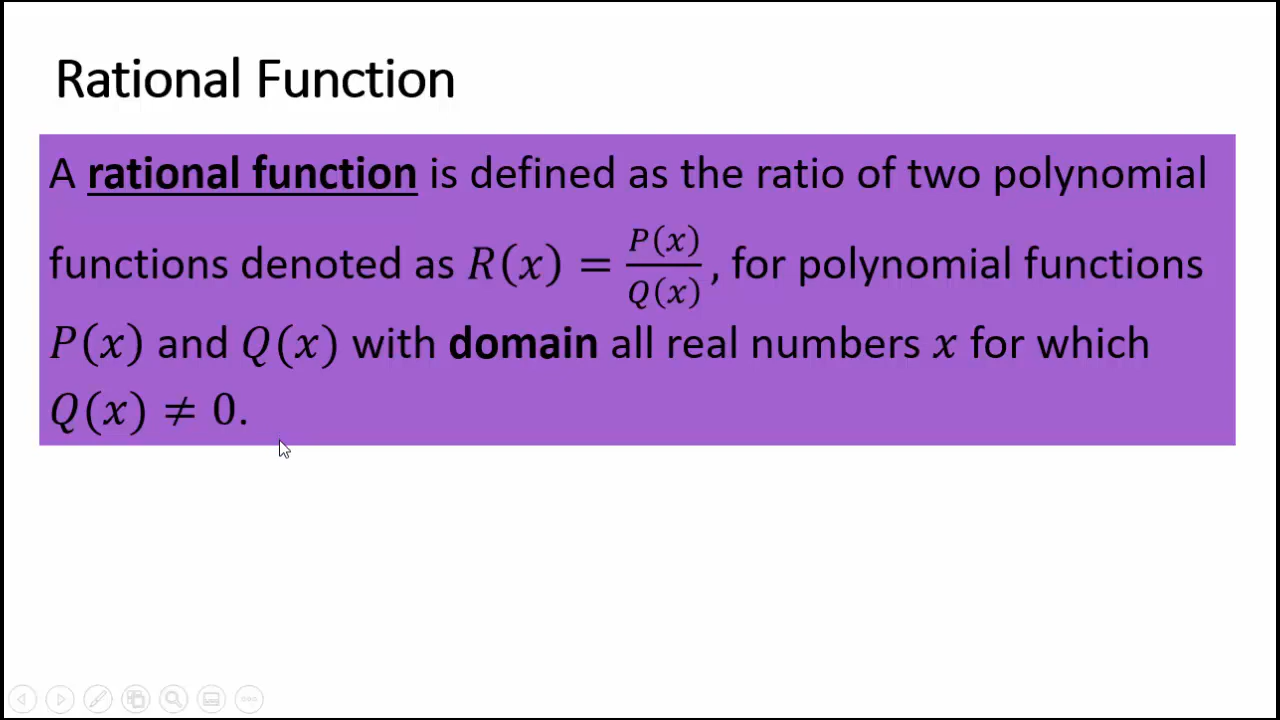 Rational Function
A rational function is defined as the ratio of two polynomial
functions denoted as R(x) = P(x)/Q(x), for polynomial functions
P(x) and Q(x) with domain all real numbers x for which
Q(x) ≠ 0.